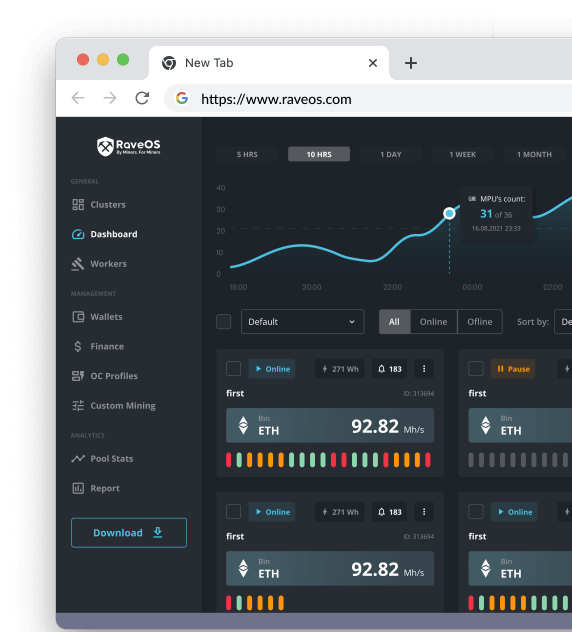 New Tab
https://www.raveos.com
RaveOS
By Miners. For Miners
GENERAL
Clusters
Dashboard
Workers
MANAGEMENT
Wallets
Finance
OC Profiles
Custom Mining
ANALYTICS
Pool Stats
Report
Download
5 HRS 10 HRS 1 DAY 1 WEEK 1 MONTH
40
30
20
10
0
18:00 20:00 22:00 00:00 02:00
MPU's count:
31 of 36
16.08.2021 23:33
Default All Online Ofline Sort by: De
Online 271 Wh 183
first ID: 313694
Bin
ETH 92.82 Mh/s
Pause
first
Bin
ETH
Online 271 Wh 183
first ID: 313694
Bin
ETH 92.82 Mh/s
Online
first
Bin
ETH